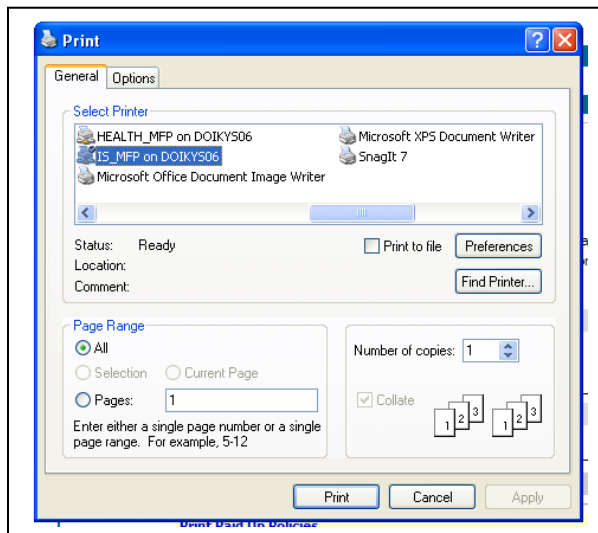 Print
General Options
Select Printer
HEALTH_MFP on DOIKYS06
IS_MFP on DOIKYS06
Microsoft Office Document Image Writer
Microsoft XPS Document Writer
SnagIt 7
Status: Ready
Print to file
Preferences
Location:
Comment:
Find Printer...
Page Range
All
Selection Current Page
Pages: 1
Enter either a single page number or a single
page range. For example, 5-12
Number of copies: 1
Collate
1 2 3 1 2 3
Print Cancel Apply
Print Paid Up Policies